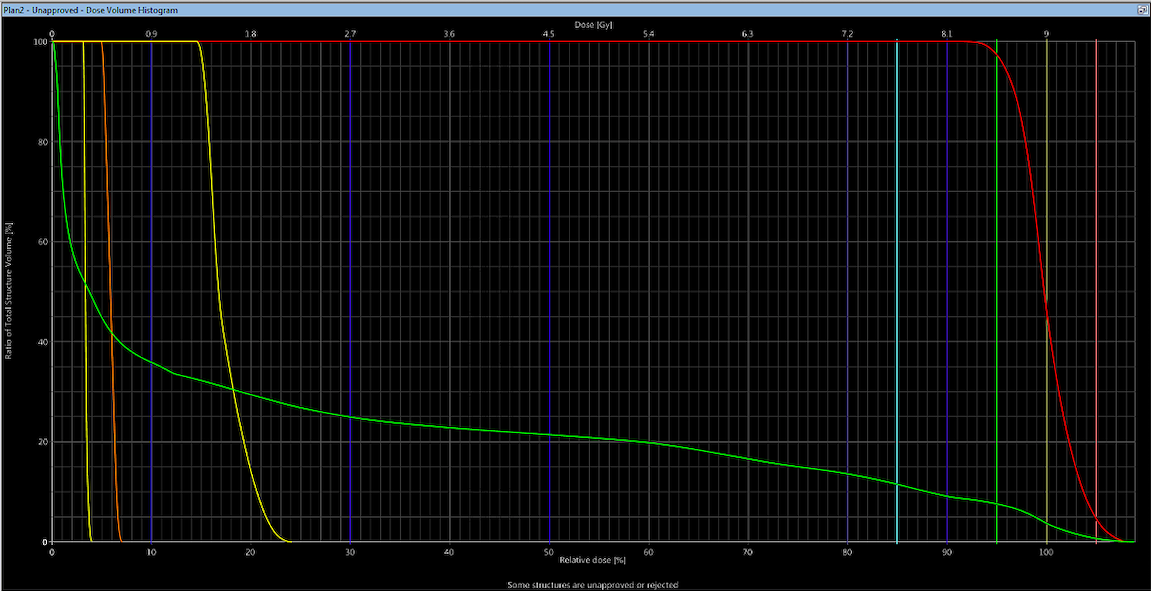 Plan2 - Unapproved - Dose Volume Histogram
Dose [Gy]
0 0.9 1.8 2.7 3.6 4.5 5.4 6.3 7.2 8.1 9
100
80
60
40
20
0
Ratio of Total Structure Volume [%]
0 10 20 30 40 50 60 70 80 90 100
Relative dose [%]
Some structures are unapproved or rejected